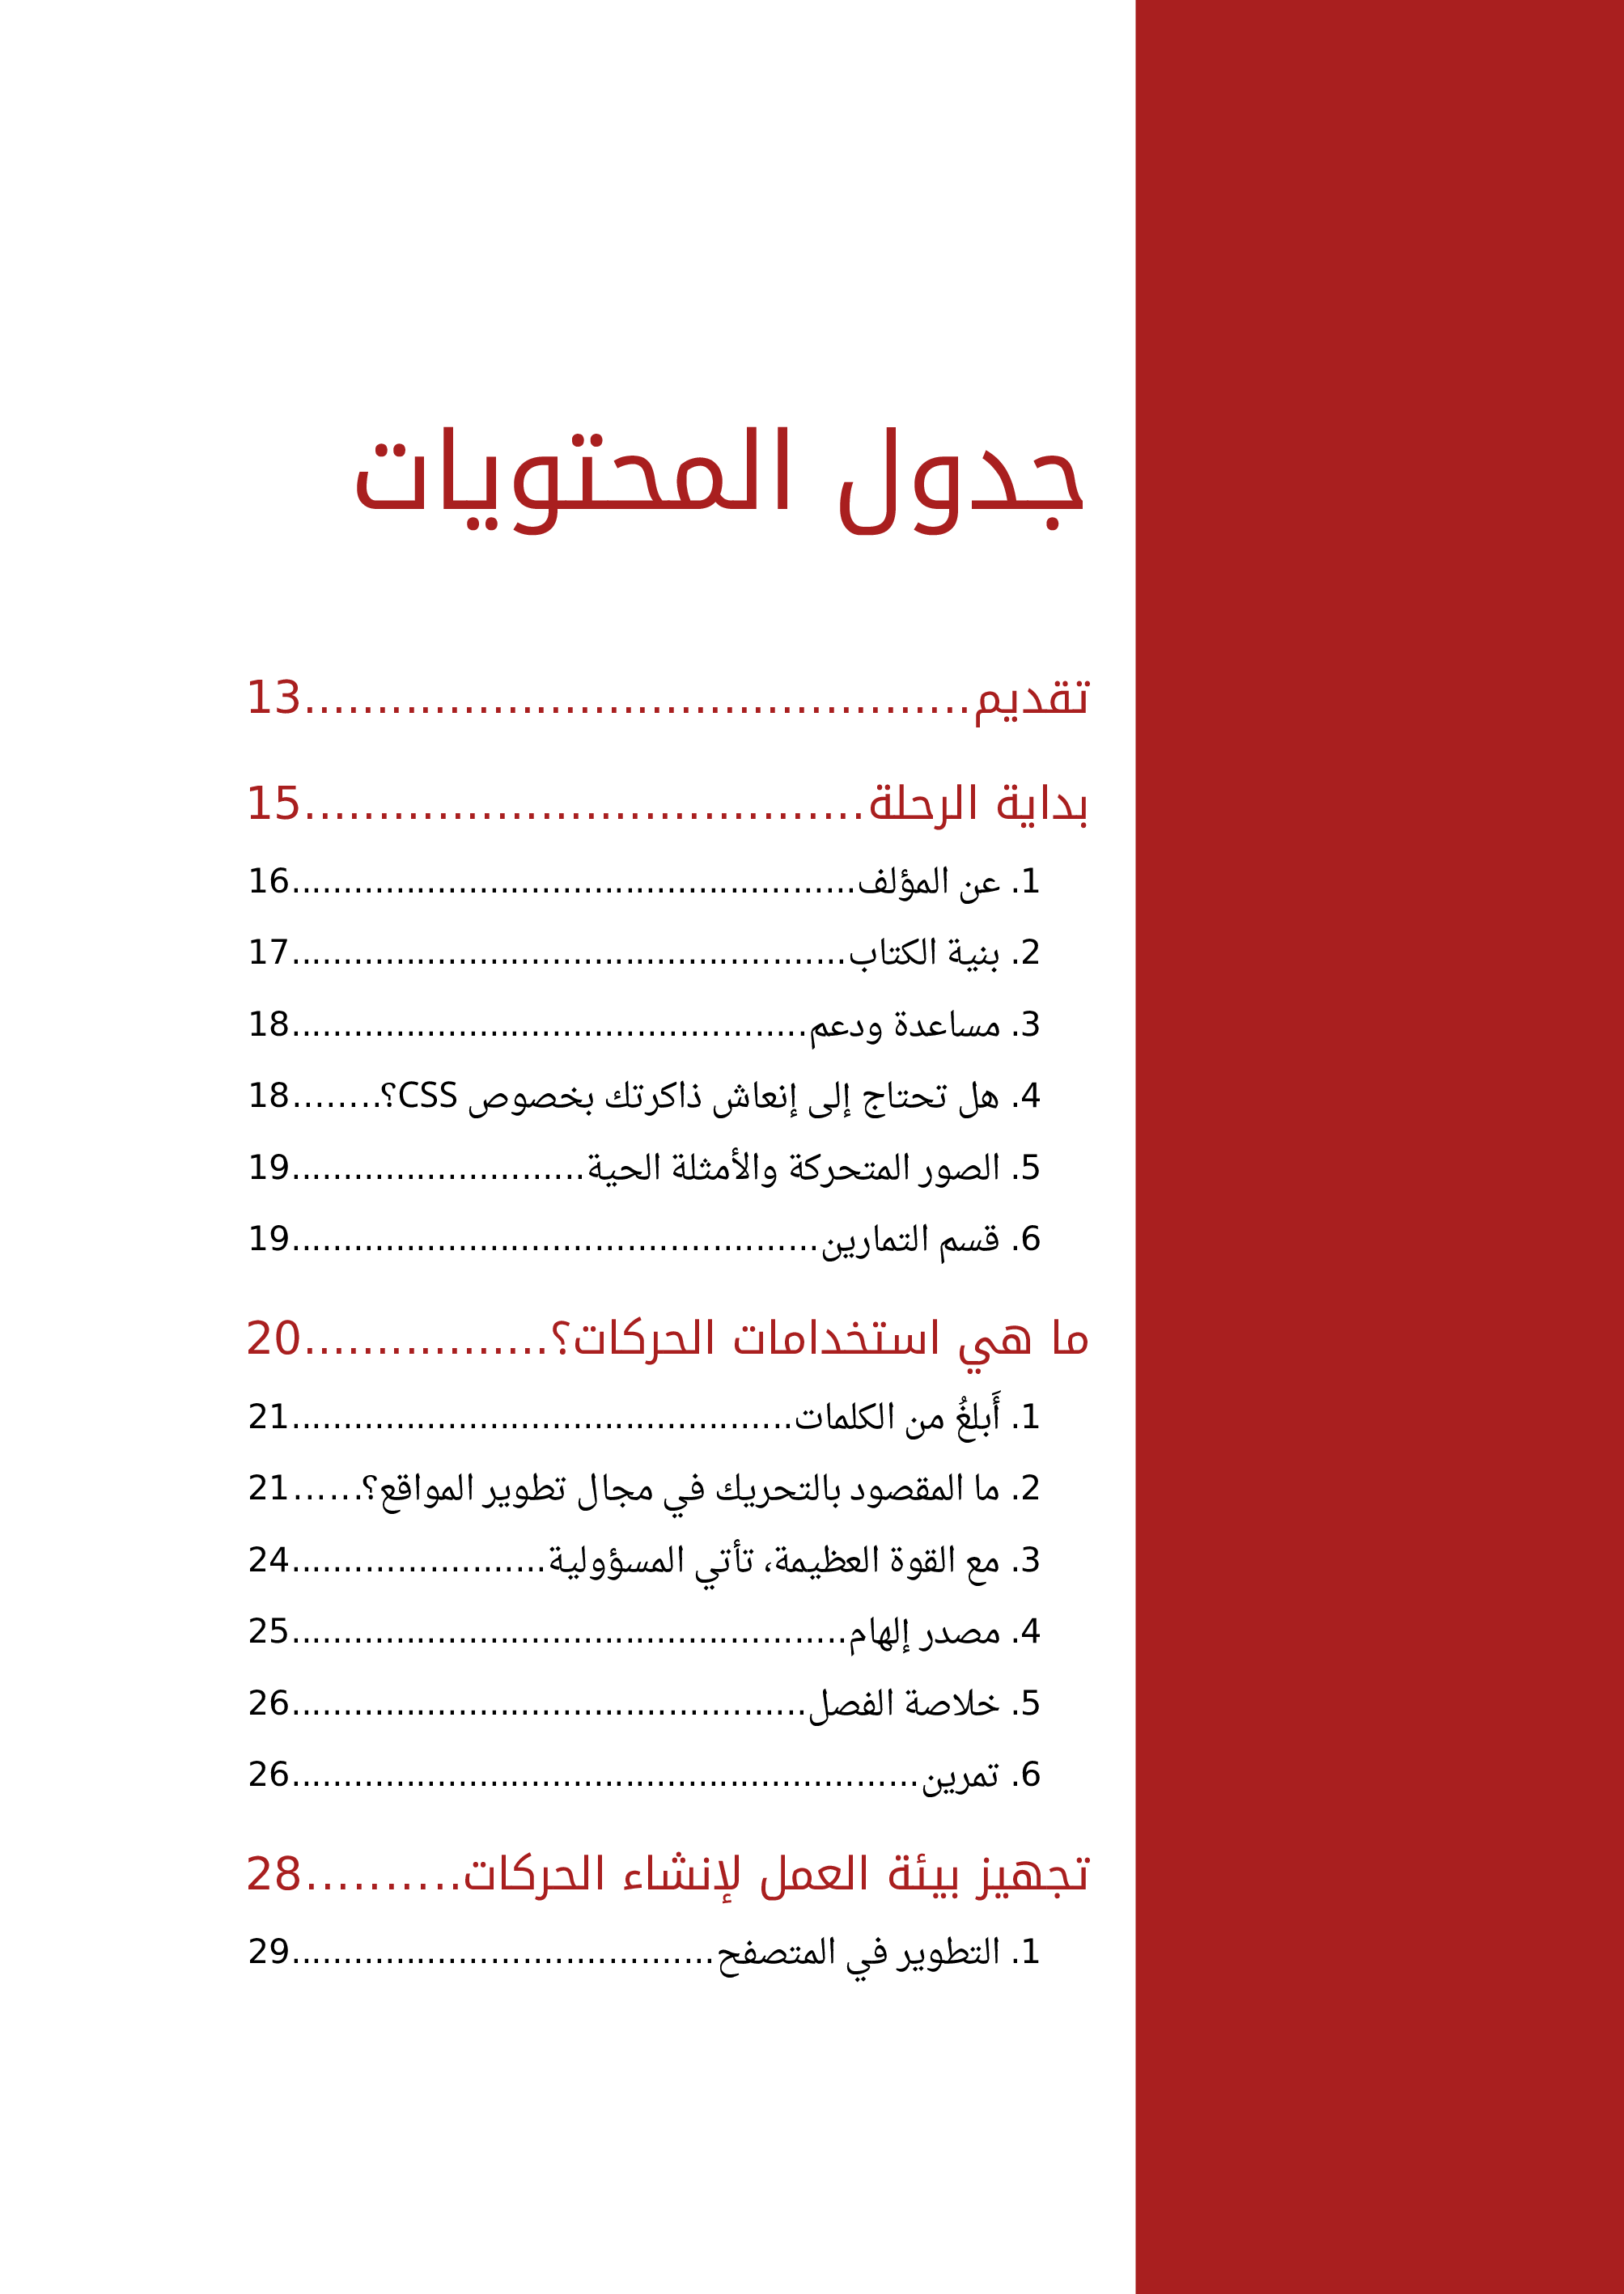 جدول المحتويات
تقديم..............................................13
بداية الرحلة......................................15
1. عن المؤلف......................................................16
2. بنية الكتاب.....................................................17
3. مساعدة ودعم.................................................18
4. هل تحتاج إلى إنعاش ذاكرتك بخصوص CSS؟........18
5. الصور المتحركة والأمثلة الحية............................19
6. قسم التمارين..................................................19
ما هي استخدامات الحركات؟.................20
1. أَبلغُ من الكلمات................................................21
2. ما المقصود بالتحريك في مجال تطوير المواقع؟......21
3. مع القوة العظيمة، تأتي المسؤولية........................24
4. مصدر إلهام.....................................................25
5. خلاصة الفصل.................................................26
6. تمرين............................................................26
تجهيز بيئة العمل لإنشاء الحركات..........28
1. التطوير في المتصفح........................................29